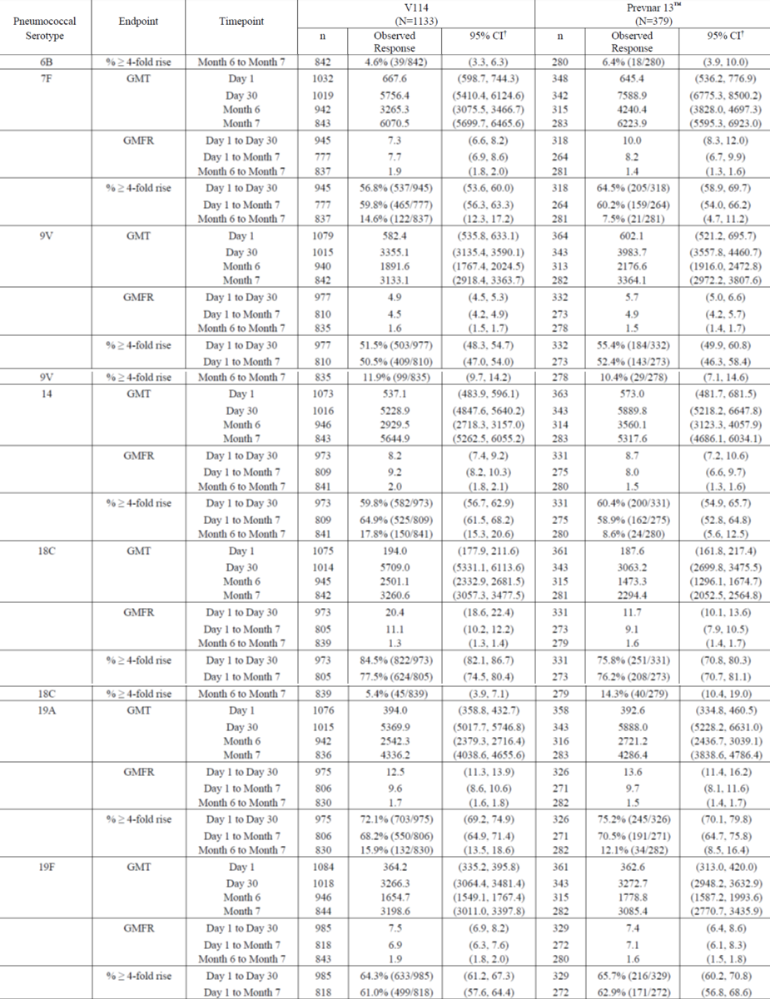 Pneumococcal Serotype Endpoint Timepoint V114 (N=1133) Prevnar 13™ (N=379)
n Observed Response 95% CI† n Observed Response 95% CI†
6B % ≥ 4-fold rise Month 6 to Month 7 842 4.6% (39/842) (3.3, 6.3) 280 6.4% (18/280) (3.9, 10.0)
7F GMT Day 1 1032 667.6 (598.7, 744.3) 348 645.4 (536.2, 776.9)
Day 30 1019 5756.4 (5410.4, 6124.6) 342 7588.9 (6775.3, 8500.2)
Month 6 942 3265.3 (3075.5, 3466.7) 315 4240.4 (3828.0, 4697.3)
Month 7 843 6070.5 (5699.7, 6465.6) 283 6223.9 (5595.3, 6923.0)
GMFR Day 1 to Day 30 945 7.3 (6.6, 8.2) 318 10.0 (8.3, 12.0)
Day 1 to Month 7 777 7.7 (6.9, 8.6) 264 8.2 (6.7, 9.9)
Month 6 to Month 7 837 1.9 (1.8, 2.0) 281 1.4 (1.3, 1.6)
% ≥ 4-fold rise Day 1 to Day 30 945 56.8% (537/945) (53.6, 60.0) 318 64.5% (205/318) (58.9, 69.7)
Day 1 to Month 7 777 59.8% (465/777) (56.3, 63.3) 264 60.2% (159/264) (54.0, 66.2)
Month 6 to Month 7 837 14.6% (122/837) (12.3, 17.2) 281 7.5% (21/281) (4.7, 11.2)
9V GMT Day 1 1079 582.4 (535.8, 633.1) 364 602.1 (521.2, 695.7)
Day 30 1015 3355.1 (3135.4, 3590.1) 343 3983.7 (3557.8, 4460.7)
Month 6 940 1891.6 (1767.4, 2024.5) 313 2176.6 (1916.0, 2472.8)
Month 7 842 3133.1 (2918.4, 3363.7) 282 3364.1 (2972.2, 3807.6)
GMFR Day 1 to Day 30 977 4.9 (4.5, 5.3) 332 5.7 (5.0, 6.6)
Day 1 to Month 7 810 4.5 (4.2, 4.9) 273 4.9 (4.2, 5.7)
Month 6 to Month 7 835 1.6 (1.5, 1.7) 278 1.5 (1.4, 1.7)
% ≥ 4-fold rise Day 1 to Day 30 977 51.5% (503/977) (48.3, 54.7) 332 55.4% (184/332) (49.9, 60.8)
Day 1 to Month 7 810 50.5% (409/810) (47.0, 54.0) 273 52.4% (143/273) (46.3, 58.4)
9V % ≥ 4-fold rise Month 6 to Month 7 835 11.9% (99/835) (9.7, 14.2) 278 10.4% (29/278) (7.1, 14.6)
14 GMT Day 1 1073 537.1 (483.9, 596.1) 363 573.0 (481.7, 681.5)
Day 30 1016 5228.9 (4847.6, 5640.2) 343 5889.8 (5218.2, 6647.8)
Month 6 946 2929.5 (2718.3, 3157.0) 314 3560.1 (3123.3, 4057.9)
Month 7 843 5644.9 (5262.5, 6055.2) 283 5317.6 (4686.1, 6034.1)
GMFR Day 1 to Day 30 973 8.2 (7.4, 9.2) 331 8.7 (7.2, 10.6)
Day 1 to Month 7 809 9.2 (8.2, 10.3) 275 8.0 (6.6, 9.7)
Month 6 to Month 7 841 2.0 (1.8, 2.1) 280 1.5 (1.3, 1.6)
% ≥ 4-fold rise Day 1 to Day 30 973 59.8% (582/973) (56.7, 62.9) 331 60.4% (200/331) (54.9, 65.7)
Day 1 to Month 7 809 64.9% (525/809) (61.5, 68.2) 275 58.9% (162/275) (52.8, 64.8)
Month 6 to Month 7 841 17.8% (150/841) (15.3, 20.6) 280 8.6% (24/280) (5.6, 12.5)
18C GMT Day 1 1075 194.0 (177.9, 211.6) 361 187.6 (161.8, 217.4)
Day 30 1014 5709.0 (5331.1, 6113.6) 343 3063.2 (2699.8, 3475.5)
Month 6 945 2501.1 (2332.9, 2681.5) 315 1473.3 (1296.1, 1674.7)
Month 7 842 3260.6 (3057.3, 3477.5) 281 2294.4 (2052.5, 2564.8)
GMFR Day 1 to Day 30 973 20.4 (18.6, 22.4) 331 11.7 (10.1, 13.6)
Day 1 to Month 7 805 11.1 (10.2, 12.2) 273 9.1 (7.9, 10.5)
Month 6 to Month 7 839 1.3 (1.3, 1.4) 279 1.6 (1.4, 1.7)
% ≥ 4-fold rise Day 1 to Day 30 973 84.5% (822/973) (82.1, 86.7) 331 75.8% (251/331) (70.8, 80.3)
Day 1 to Month 7 805 77.5% (624/805) (74.5, 80.4) 273 76.2% (208/273) (70.7, 81.1)
18C % ≥ 4-fold rise Month 6 to Month 7 839 5.4% (45/839) (3.9, 7.1) 279 14.3% (40/279) (10.4, 19.0)
19A GMT Day 1 1076 394.0 (358.8, 432.7) 358 392.6 (334.8, 460.5)
Day 30 1015 5369.9 (5017.7, 5746.8) 343 5888.0 (5228.2, 6631.0)
Month 6 942 2542.3 (2379.3, 2716.4) 316 2721.2 (2436.7, 3039.1)
Month 7 836 4336.2 (4038.6, 4655.6) 283 4286.4 (3838.6, 4786.4)
GMFR Day 1 to Day 30 975 12.5 (11.3, 13.9) 326 13.6 (11.4, 16.2)
Day 1 to Month 7 806 9.6 (8.6, 10.6) 271 9.7 (8.1, 11.6)
Month 6 to Month 7 830 1.7 (1.6, 1.8) 282 1.5 (1.4, 1.7)
% ≥ 4-fold rise Day 1 to Day 30 975 72.1% (703/975) (69.2, 74.9) 326 75.2% (245/326) (70.1, 79.8)
Day 1 to Month 7 806 68.2% (550/806) (64.9, 71.4) 271 70.5% (191/271) (64.7, 75.8)
Month 6 to Month 7 830 15.9% (132/830) (13.5, 18.6) 282 12.1% (34/282) (8.5, 16.4)
19F GMT Day 1 1084 364.2 (335.2, 395.8) 361 362.6 (313.0, 420.0)
Day 30 1018 3266.3 (3064.4, 3481.4) 343 3272.7 (2948.2, 3632.9)
Month 6 946 1654.7 (1549.1, 1767.4) 315 1778.8 (1587.2, 1993.6)
Month 7 844 3198.6 (3011.0, 3397.8) 282 3085.4 (2770.7, 3435.9)
GMFR Day 1 to Day 30 985 7.5 (6.9, 8.2) 329 7.4 (6.4, 8.6)
Day 1 to Month 7 818 6.9 (6.3, 7.6) 272 7.1 (6.1, 8.3)
Month 6 to Month 7 843 1.9 (1.8, 2.0) 280 1.6 (1.5, 1.8)
% ≥ 4-fold rise Day 1 to Day 30 985 64.3% (633/985) (61.2, 67.3) 329 65.7% (216/329) (60.2, 70.8)
Day 1 to Month 7 818 61.0% (499/818) (57.6, 64.4) 272 62.9% (171/272) (56.8, 68.6)